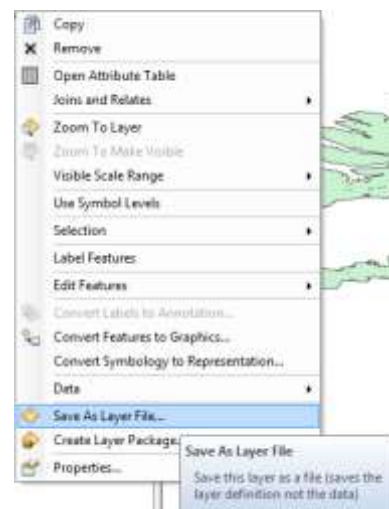 Copy
Remove
Open Attribute Table
Joins and Relates
Zoom To Layer
Zoom To Make Visible
Visible Scale Range
Use Symbol Levels
Selection
Label Features
Edit Features
Convert Labels to Annotation...
Convert Features to Graphics...
Convert Symbology to Representation...
Data
Save As Layer File...
Create Layer Package.
Properties...
Save As Layer File
Save this layer as a file (saves the
layer definition not the data)